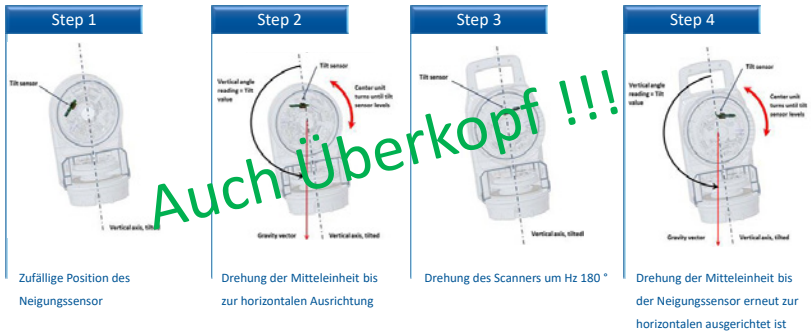 Step 1
Tilt sensor
Vertical axis, tilted
Zufällige Position des
Neigungssensor
Step 2
Tilt sensor
Vertical angle
reading = Tilt
value
Center unit
turns until tilt
sensor levels
Gravity vector
Vertical axis, tilted
Drehung der Mitteleinheit bis
zur horizontalen Ausrichtung
Step 3
Tilt sensor
Vertical axis, tilted
Drehung des Scanners um Hz 180 °
Step 4
Tilt sensor
Vertical angle
reading = Tilt
value
Center unit
turns until tilt
sensor levels
Gravity vector
Vertical axis, tilted
Drehung der Mitteleinheit bis
der Neigungssensor erneut zur
horizontalen ausgerichtet ist
Auch Überkopf !!!